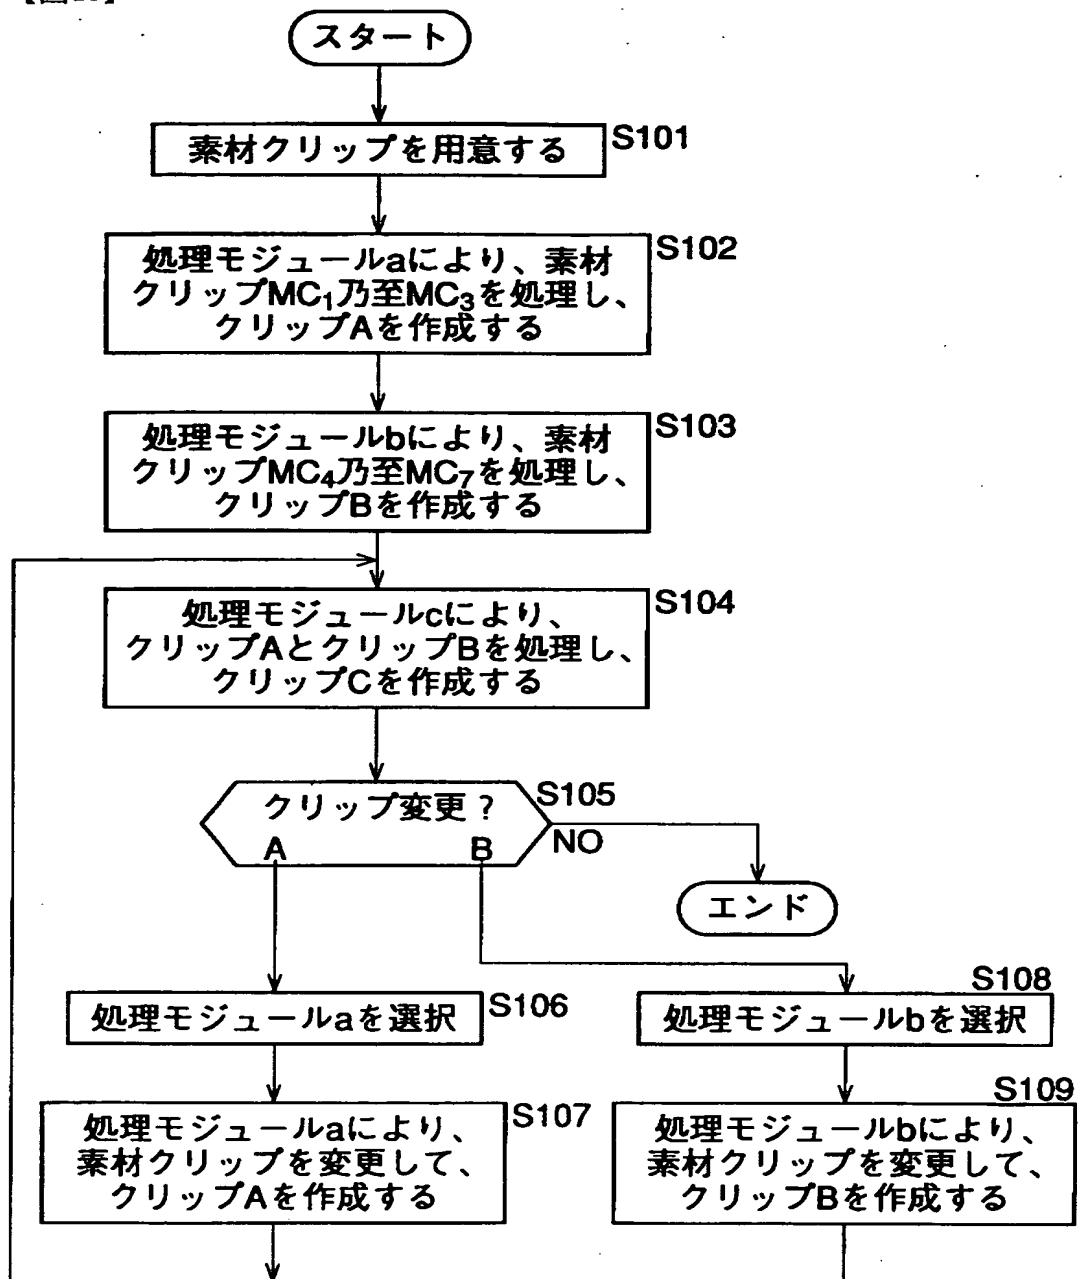 スタート
素材クリップを用意する
S101
処理モジュールaにより、素材
クリップMC₁乃至MC₃を処理し、
クリップAを作成する
S102
処理モジュールbにより、素材
クリップMC₄乃至MC₇を処理し、
クリップBを作成する
S103
処理モジュールcにより、
クリップAとクリップBを処理し、
クリップCを作成する
S104
クリップ変更?
S105
A
B
NO
エンド
処理モジュールaを選択
S106
S108
処理モジュールbを選択
処理モジュールaにより、
素材クリップを変更して、
クリップAを作成する
S107
S109
処理モジュールbにより、
素材クリップを変更して、
クリップBを作成する